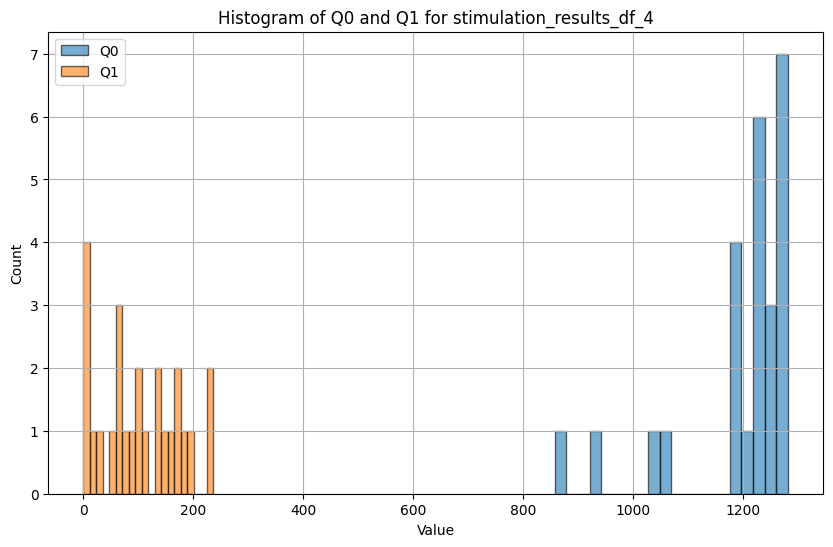 Histogram of Q0 and Q1 for stimulation_results_df_4
Q0
Q1
Count
7
6
5
4
3
2
1
0
0 200 400 600 800 1000 1200
Value